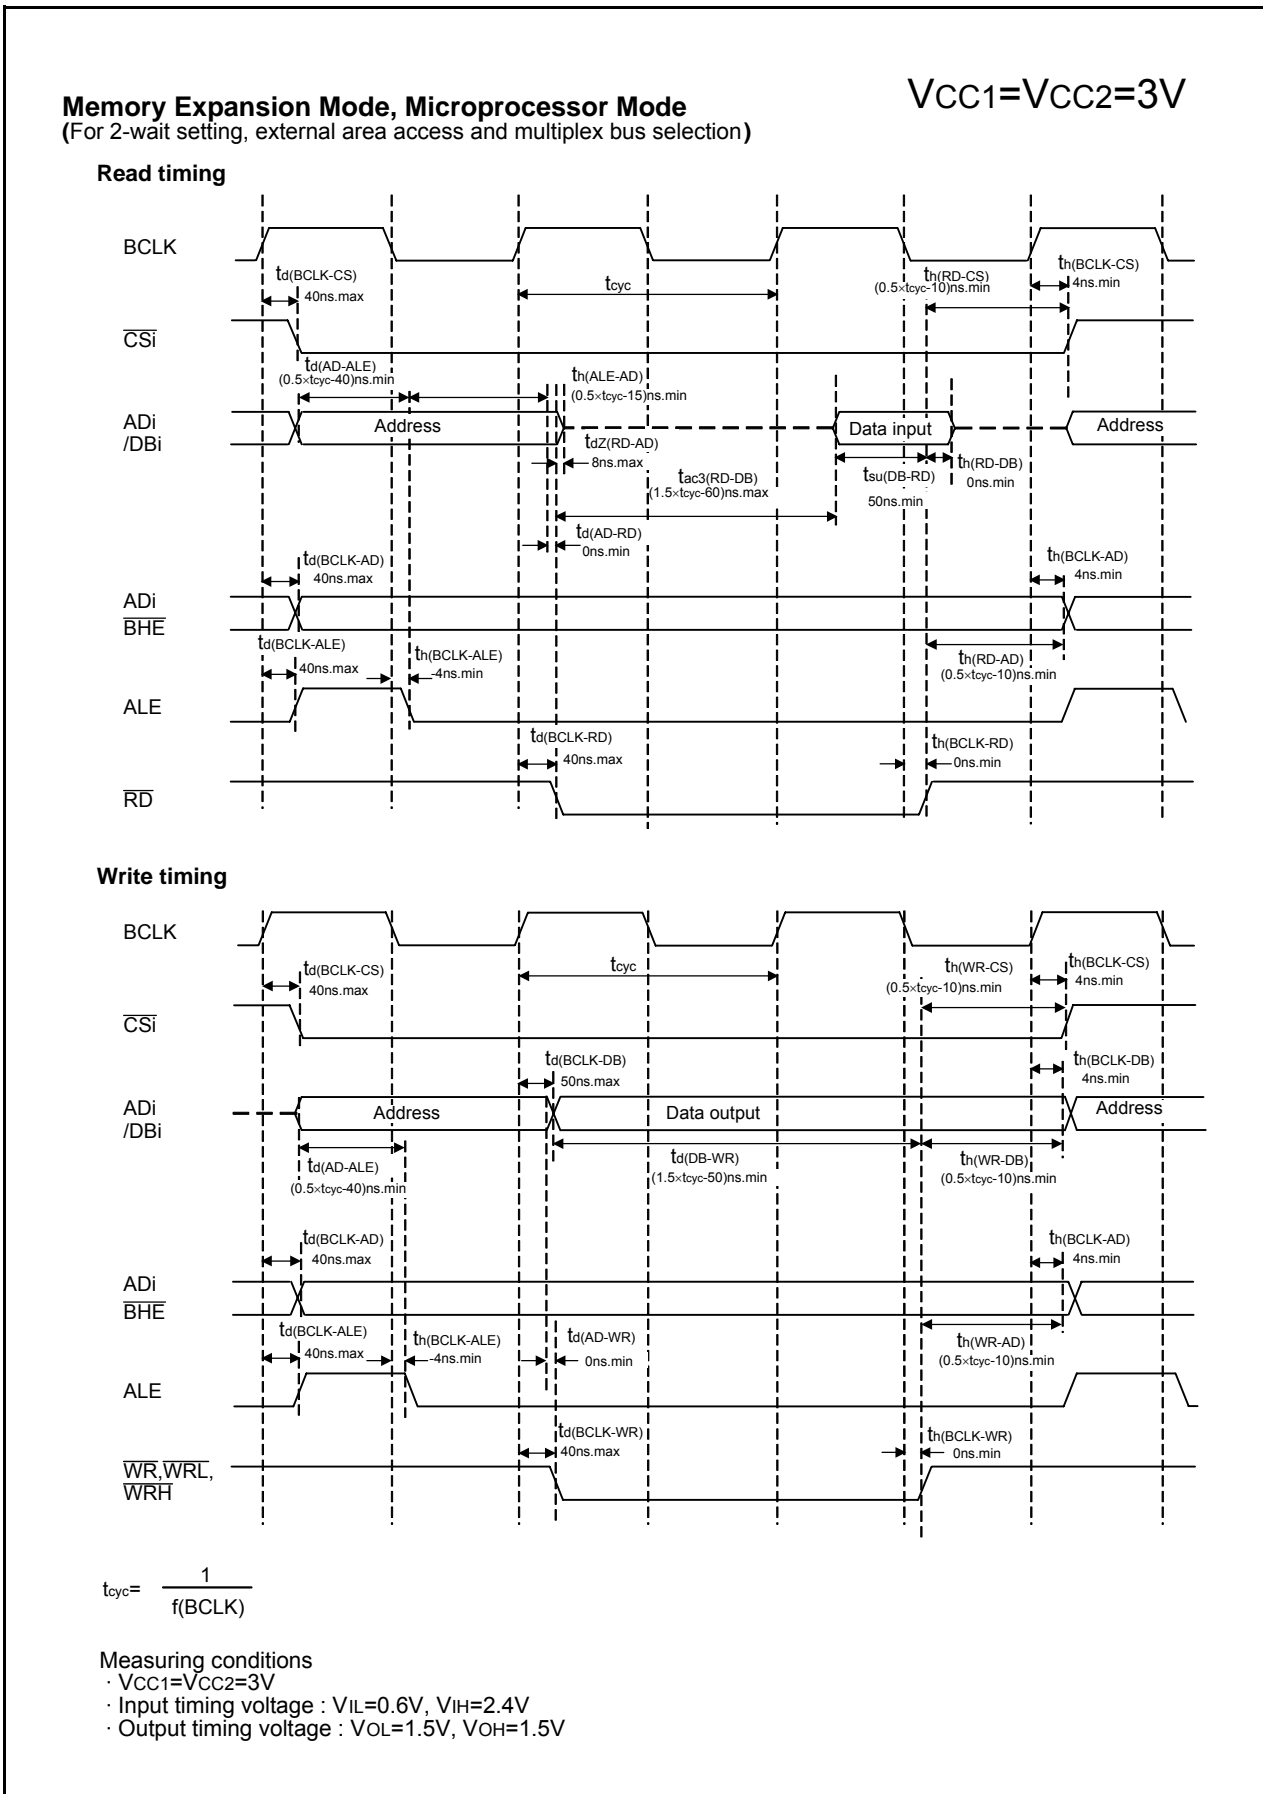 VCC1=VCC2=3V
Memory Expansion Mode, Microprocessor Mode
(For 2-wait setting, external area access and multiplex bus selection)
Read timing
BCLK
td(BCLK-CS)
40ns.max
tcyc
th(RD-CS)
(0.5×tcyc-10)ns.min
th(BCLK-CS)
4ns.min
CSi
td(AD-ALE)
(0.5×tcyc-40)ns.min
th(ALE-AD)
(0.5×tcyc-15)ns.min
ADi
/DBi
Address
Data input
Address
tdZ(RD-AD)
8ns.max
tac3(RD-DB)
(1.5×tcyc-60)ns.max
tsu(DB-RD)
50ns.min
th(RD-DB)
0ns.min
td(AD-RD)
0ns.min
td(BCLK-AD)
40ns.max
th(BCLK-AD)
4ns.min
ADi
BHE
td(BCLK-ALE)
40ns.max
th(BCLK-ALE)
-4ns.min
th(RD-AD)
(0.5×tcyc-10)ns.min
ALE
td(BCLK-RD)
40ns.max
th(BCLK-RD)
0ns.min
RD
Write timing
BCLK
td(BCLK-CS)
40ns.max
tcyc
th(WR-CS)
(0.5×tcyc-10)ns.min
th(BCLK-CS)
4ns.min
CSi
td(BCLK-DB)
50ns.max
th(BCLK-DB)
4ns.min
ADi
/DBi
Address
Data output
Address
td(AD-ALE)
(0.5×tcyc-40)ns.min
td(DB-WR)
(1.5×tcyc-50)ns.min
th(WR-DB)
(0.5×tcyc-10)ns.min
td(BCLK-AD)
40ns.max
th(BCLK-AD)
4ns.min
ADi
BHE
td(BCLK-ALE)
40ns.max
th(BCLK-ALE)
-4ns.min
td(AD-WR)
0ns.min
th(WR-AD)
(0.5×tcyc-10)ns.min
ALE
td(BCLK-WR)
40ns.max
th(BCLK-WR)
0ns.min
WR,WRL,
WRH
tcyc= 1
f(BCLK)
Measuring conditions
· VCC1=VCC2=3V
· Input timing voltage : VIL=0.6V, VIH=2.4V
· Output timing voltage : VOL=1.5V, VOH=1.5V